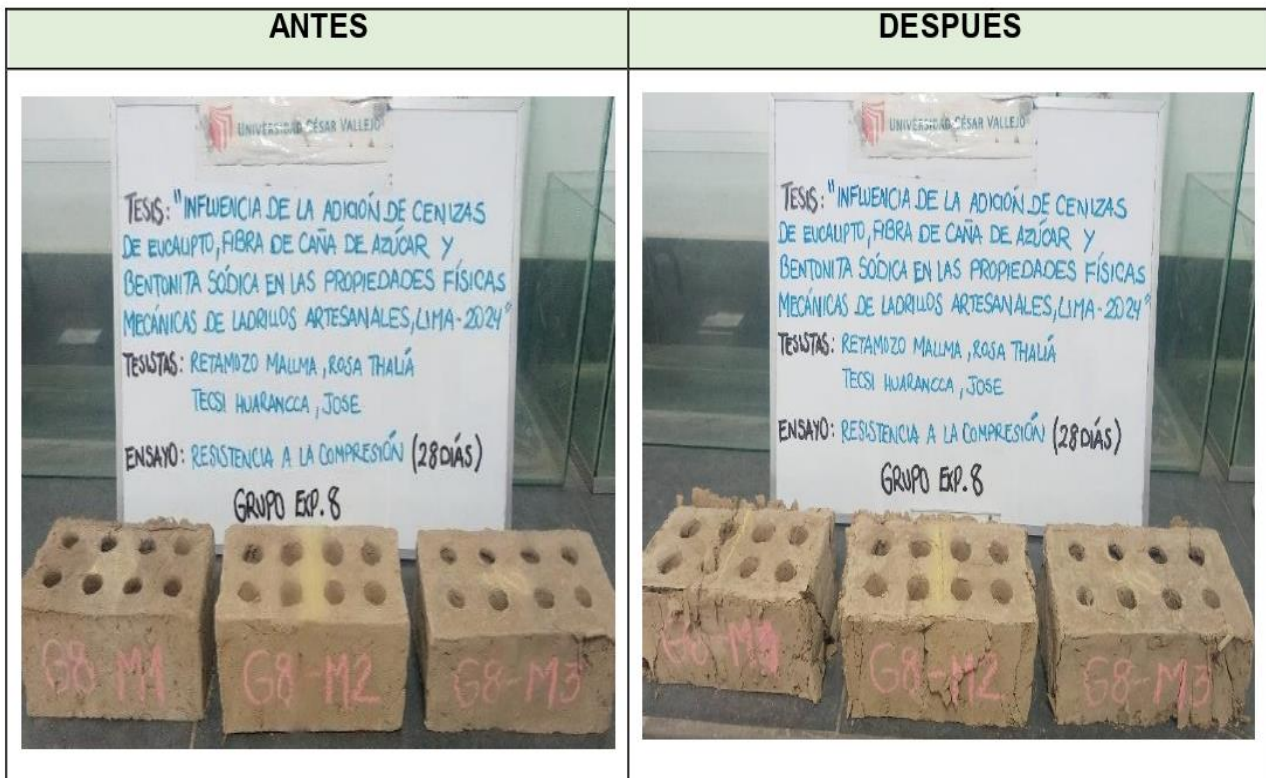 ANTES
DESPUÉS
UNIVERSIDAD CÉSAR VALLEJO
TESIS: "INFLUENCIA DE LA ADICIÓN DE CENIZAS
DE EUCALIPTO, FIBRA DE CAÑA DE AZÚCAR Y
BENTONITA SÓDICA EN LAS PROPIEDADES FÍSICAS
MECÁNICAS DE LADRILLOS ARTESANALES, LIMA-2024"
TESISTAS: RETAMOZO MALLMA, ROSA THALIÁ
TECSI HUARANCCA, JOSE
ENSAYO: RESISTENCIA A LA COMPRESIÓN (28 DÍAS)
GRUPO EXP. 8
G8-M1
G8-M2
G8-M3
UNIVERSIDAD CÉSAR VALLEJO
TESIS: "INFLUENCIA DE LA ADICIÓN DE CENIZAS
DE EUCALIPTO, FIBRA DE CAÑA DE AZÚCAR Y
BENTONITA SÓDICA EN LAS PROPIEDADES FÍSICAS
MECÁNICAS DE LADRILLOS ARTESANALES, LIMA-2024"
TESISTAS: RETAMOZO MALLMA, ROSA THALIÁ
TECSI HUARANCCA, JOSE
ENSAYO: RESISTENCIA A LA COMPRESIÓN (28 DÍAS)
GRUPO EXP. 8
G8-M1
G8-M2
G8-M3